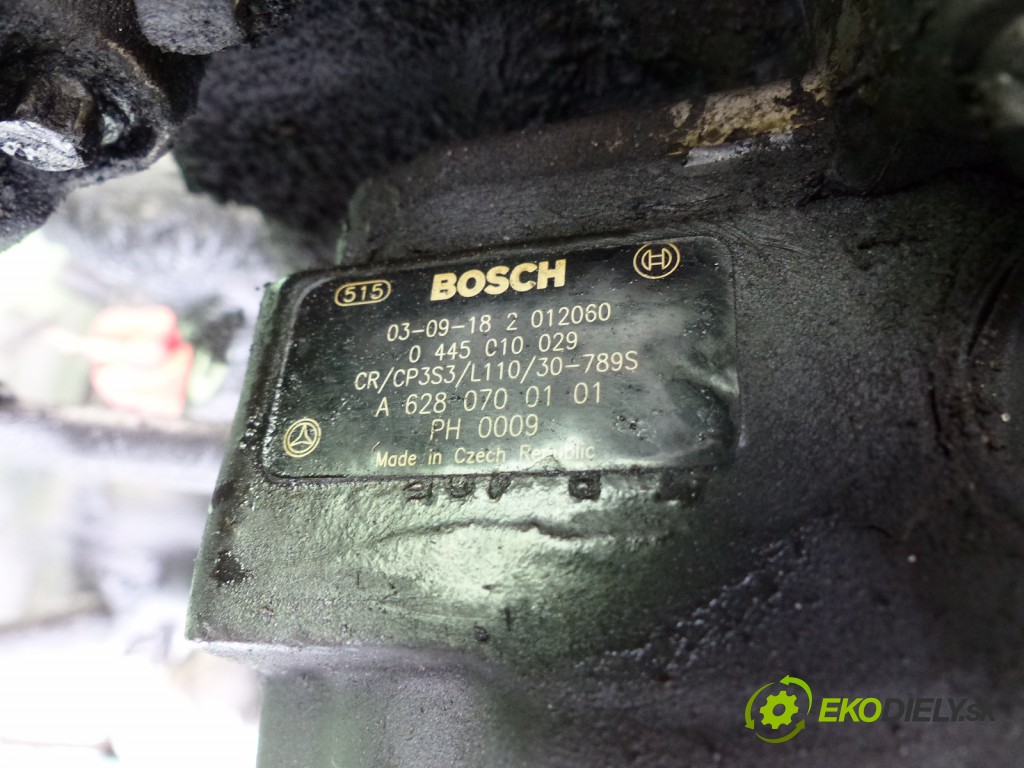 515 BOSCH
03-09-18 2 012060
0 445 010 029
CR/CP3S3/L110/30-789S
A 628 070 01 01
PH 0009
Made in Czech Republic
EKODIELY.SK